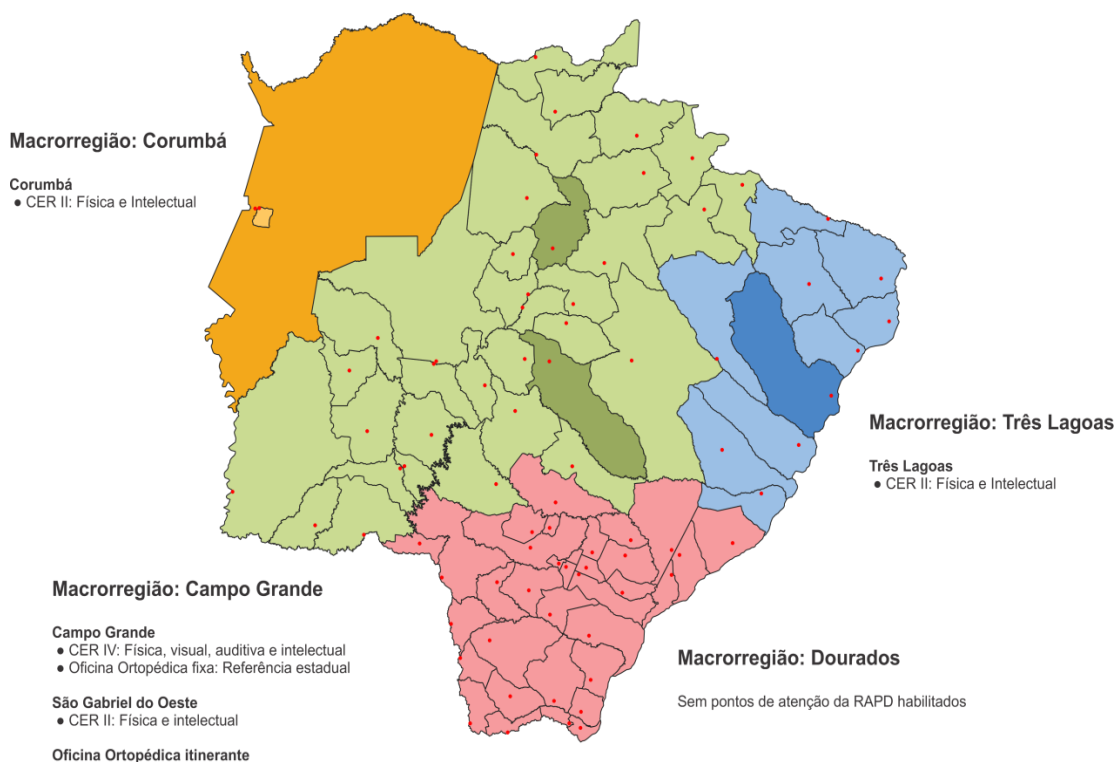 Macrorregião: Corumbá
Corumbá
● CER II: Física e Intelectual
Macrorregião: Três Lagoas
Três Lagoas
● CER II: Física e Intelectual
Macrorregião: Campo Grande
Campo Grande
● CER IV: Física, visual, auditiva e intelectual
● Oficina Ortopédica fixa: Referência estadual
São Gabriel do Oeste
● CER II: Física e intelectual
Oficina Ortopédica itinerante
Macrorregião: Dourados
Sem pontos de atenção da RAPD habilitados